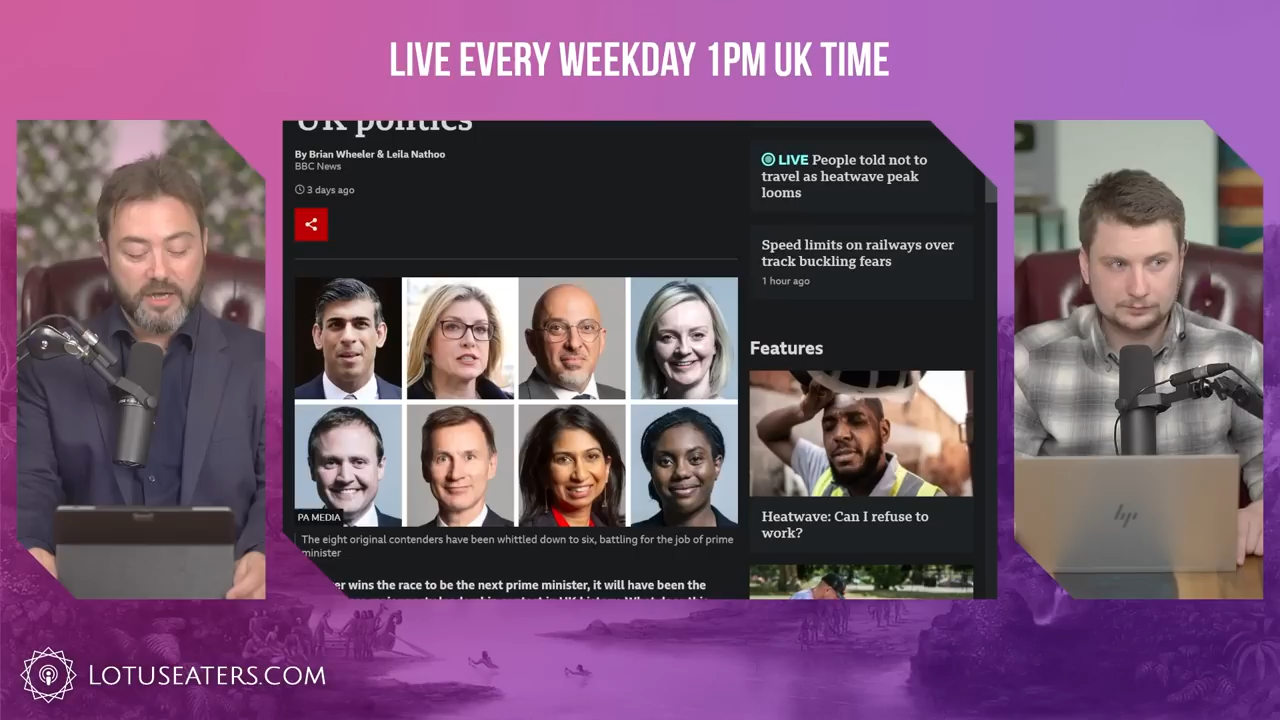 LIVE EVERY WEEKDAY 1PM UK TIME
UK politics
By Brian Wheeler & Leila Nathoo
BBC News
3 days ago
LIVE People told not to
travel as heatwave peak
looms
Speed limits on railways over
track buckling fears
1 hour ago
Features
PA MEDIA
The eight original contenders have been whittled down to six, battling for the job of prime
minister
wins the race to be the next prime minister, it will have been the
Heatwave: Can I refuse to
work?
hp
LOTUSEATERS.COM